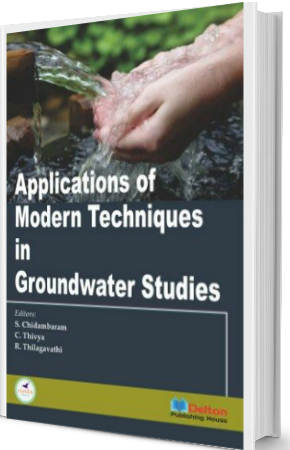 Applications of
Modern Techniques
in
Groundwater Studies
Editors:
S. Chidambaram
C. Thivya
R. Thilagavathi
Delton
Publishing House